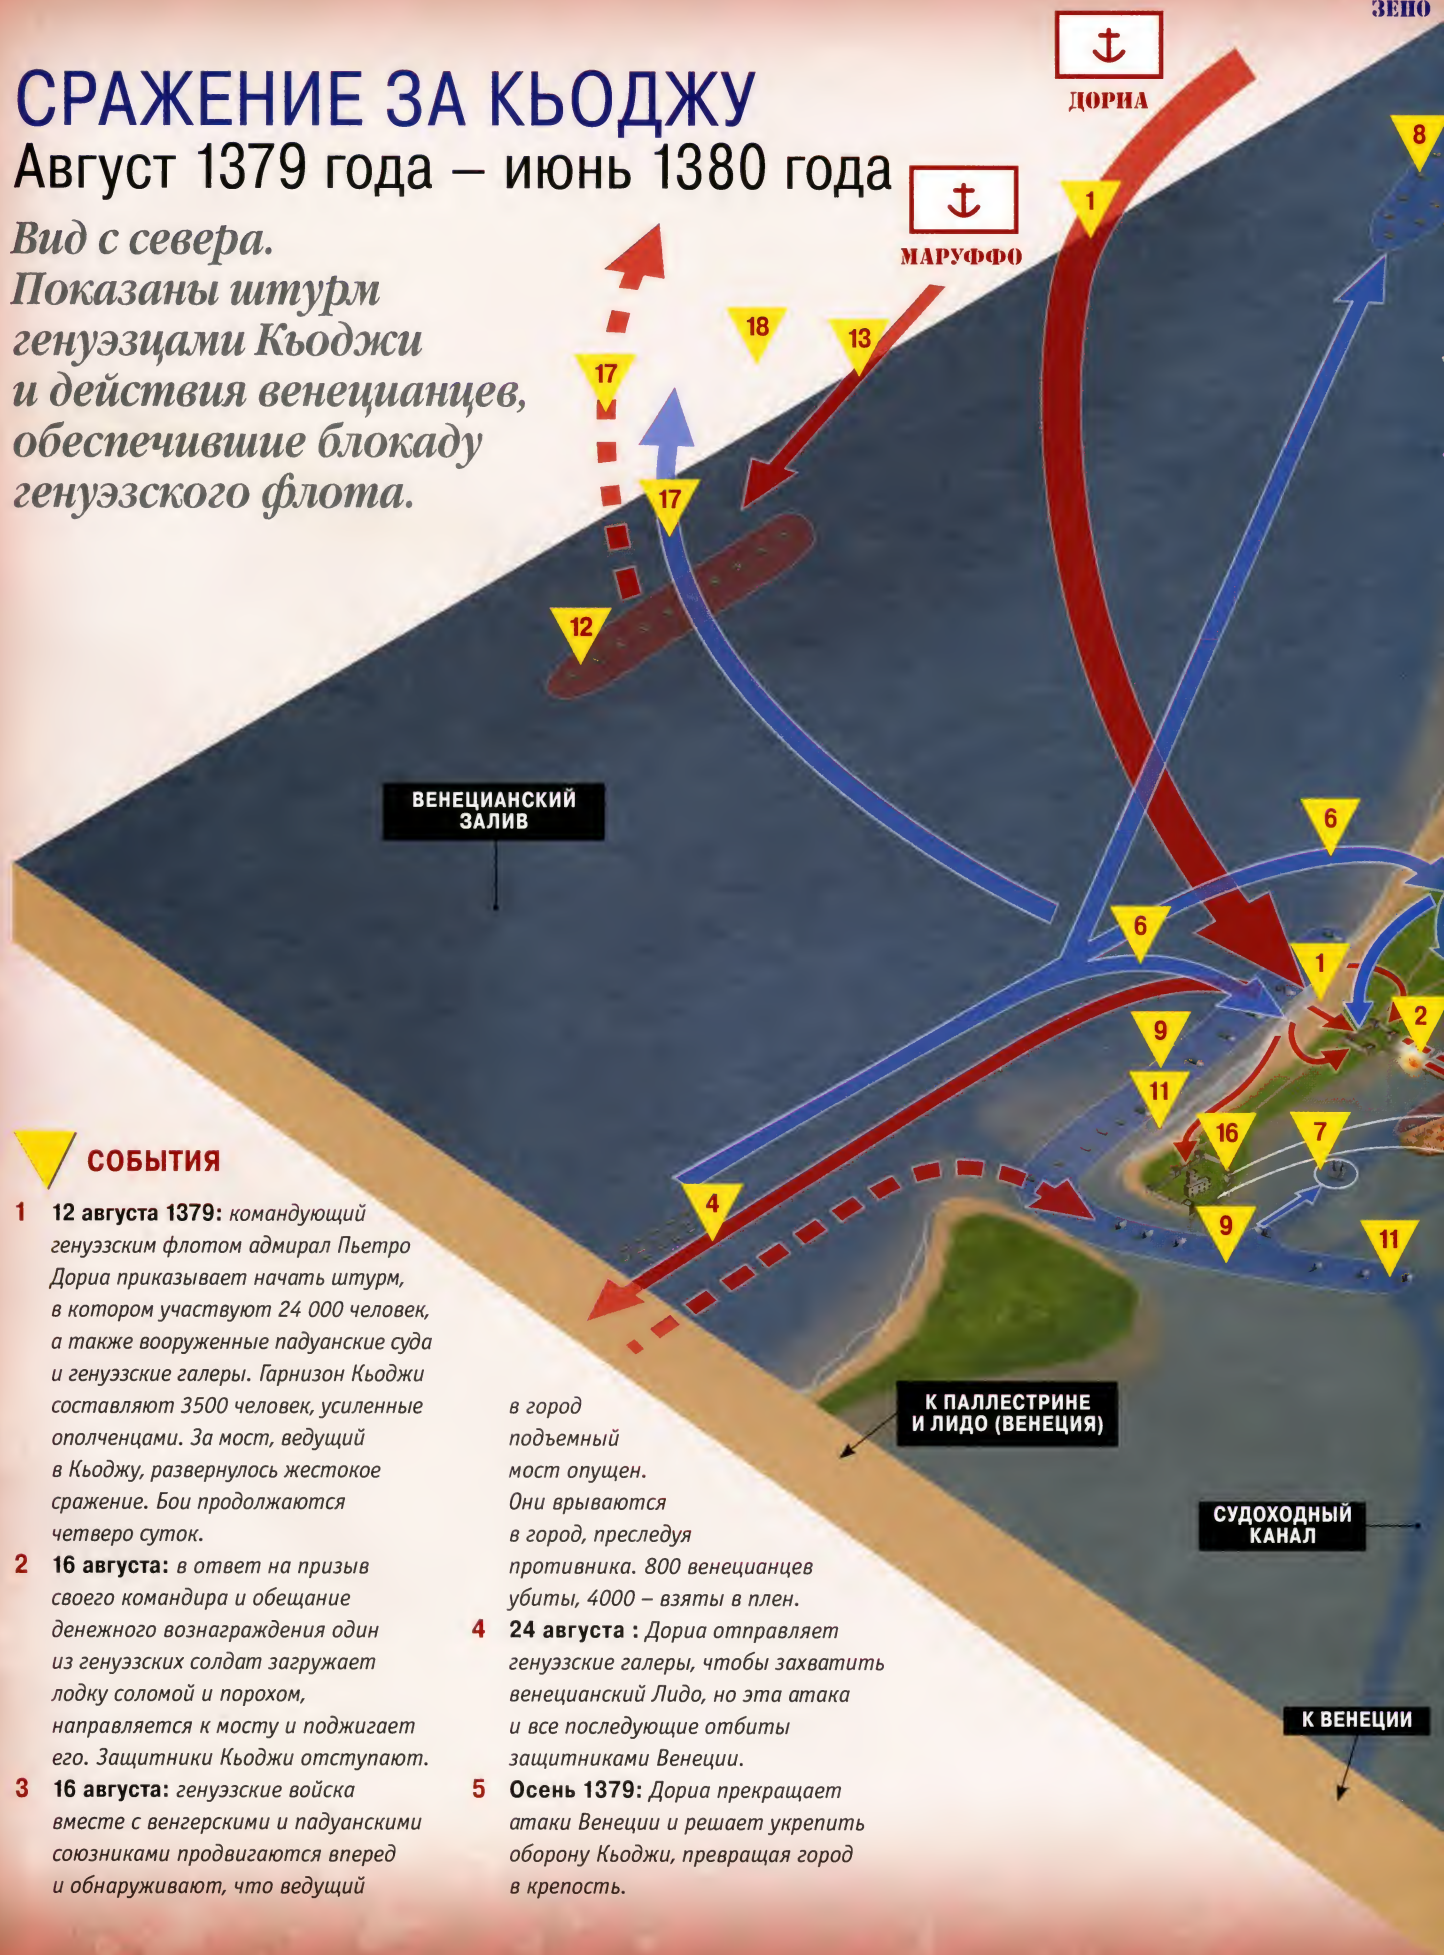 ЗЕНО
ДОРИА
СРАЖЕНИЕ ЗА КЬОДЖУ
Август 1379 года – июнь 1380 года
МАРУФФО
Вид с севера.
Показаны штурм
генуэзцами Кьоджи
и действия венецианцев,
обеспечившие блокаду
генуэзского флота.
8
1
18
13
17
17
12
ВЕНЕЦИАНСКИЙ
ЗАЛИВ
6
6
1
2
9
11
16
7
4
9
11
К ПАЛЛЕСТРИНЕ
И ЛИДО (ВЕНЕЦИЯ)
СУДОХОДНЫЙ
КАНАЛ
К ВЕНЕЦИИ
СОБЫТИЯ
1 12 августа 1379: командующий
генуэзским флотом адмирал Пьетро
Дориа приказывает начать штурм,
в котором участвуют 24 000 человек,
а также вооруженные падуанские суда
и генуэзские галеры. Гарнизон Кьоджи
составляют 3500 человек, усиленные
ополченцами. За мост, ведущий
в Кьоджу, развернулось жестокое
сражение. Бои продолжаются
четверо суток.
2 16 августа: в ответ на призыв
своего командира и обещание
денежного вознаграждения один
из генуэзских солдат загружает
лодку соломой и порохом,
направляется к мосту и поджигает
его. Защитники Кьоджи отступают.
3 16 августа: генуэзские войска
вместе с венгерскими и падуанскими
союзниками продвигаются вперед
и обнаруживают, что ведущий
в город
подъемный
мост опущен.
Они врываются
в город, преследуя
противника. 800 венецианцев
убиты, 4000 – взяты в плен.
4 24 августа : Дориа отправляет
генуэзские галеры, чтобы захватить
венецианский Лидо, но эта атака
и все последующие отбиты
защитниками Венеции.
5 Осень 1379: Дориа прекращает
атаки Венеции и решает укрепить
оборону Кьоджи, превращая город
в крепость.